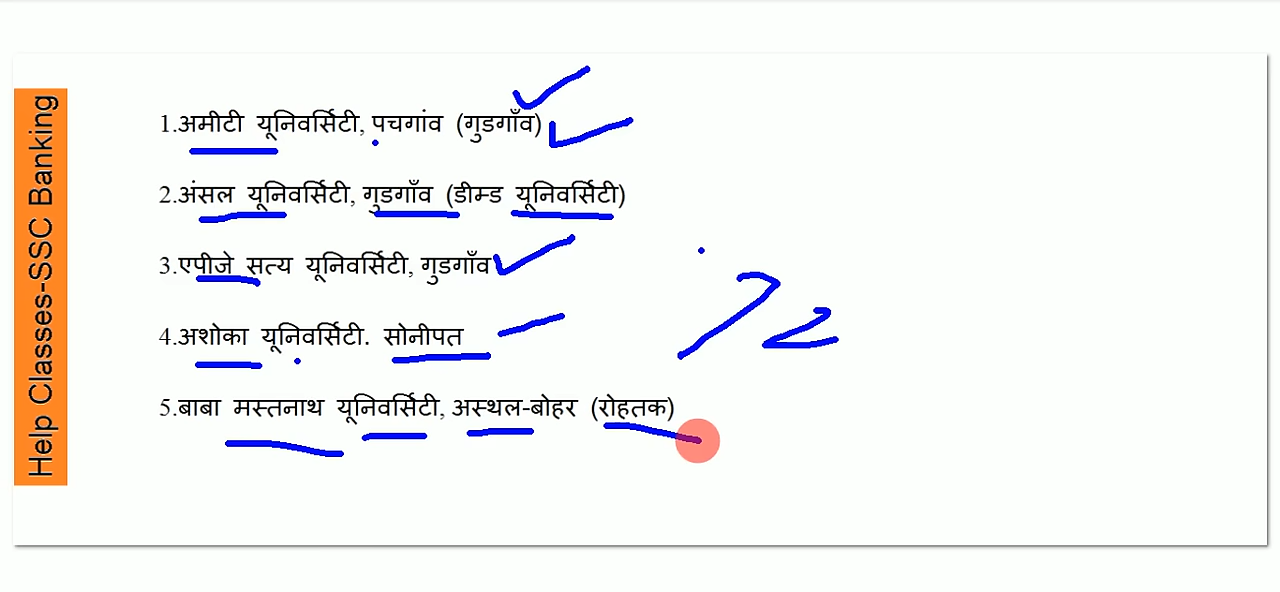 Help Classes-SSC Banking
1.अमीटी यूनिवर्सिटी, पचगांव (गुडगाँव)
2.अंसल यूनिवर्सिटी, गुडगाँव (डीम्ड यूनिवर्सिटी)
3.एपीजे सत्य यूनिवर्सिटी, गुडगाँव
4.अशोका यूनिवर्सिटी. सोनीपत
5.बाबा मस्तनाथ यूनिवर्सिटी, अस्थल-बोहर (रोहतक)